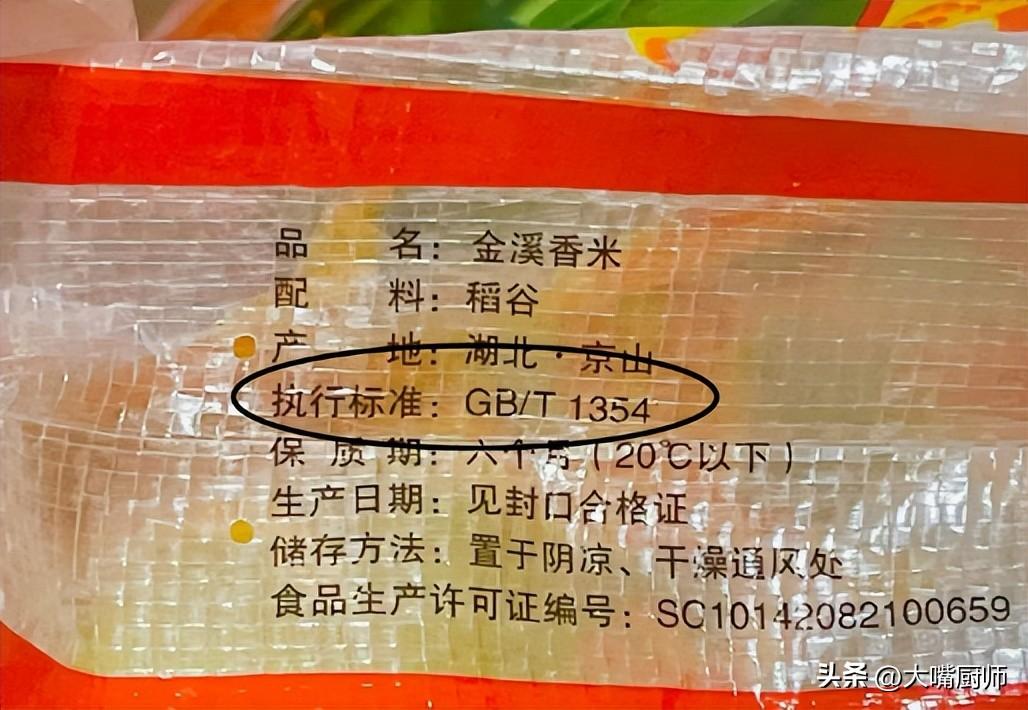 品 名：金溪香米
配 料：稻谷
产 地：湖北·京山
执行标准：GB/T 1354
保 质 期：六个月（20℃以下）
生产日期：见封口合格证
储存方法：置于阴凉、干燥通风处
食品生产许可证编号：SC10142082100659
头条 @大嘴厨师